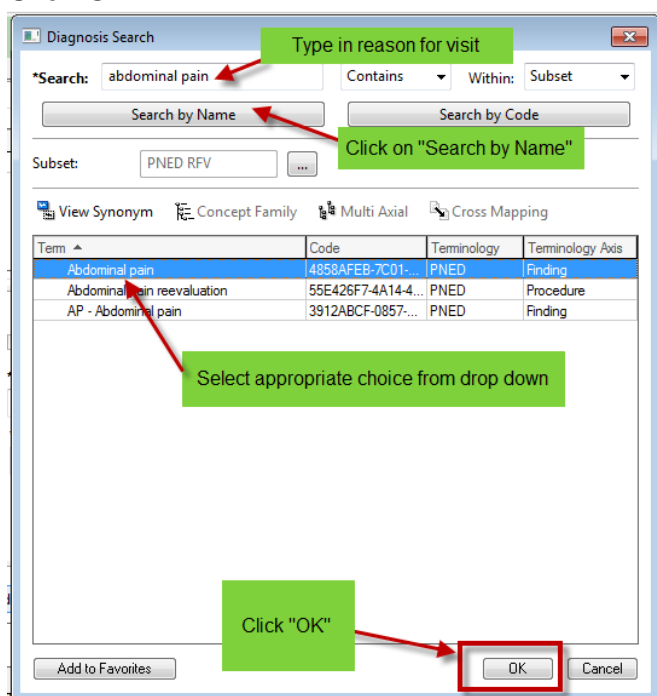 Diagnosis Search
Type in reason for visit
*Search: abdominal pain Contains Within: Subset
Search by Name Search by Code
Click on "Search by Name"
Subset: PNED RFV ...
View Synonym Concept Family Multi Axial Cross Mapping
Term Code Terminology Terminology Axis
Abdominal pain 4858AFEB-7C01-... PNED Finding
Abdominal pain reevaluation 55E426F7-4A14-4... PNED Procedure
AP - Abdominal pain 3912ABCF-0857-... PNED Finding
Select appropriate choice from drop down
Click "OK"
Add to Favorites OK Cancel